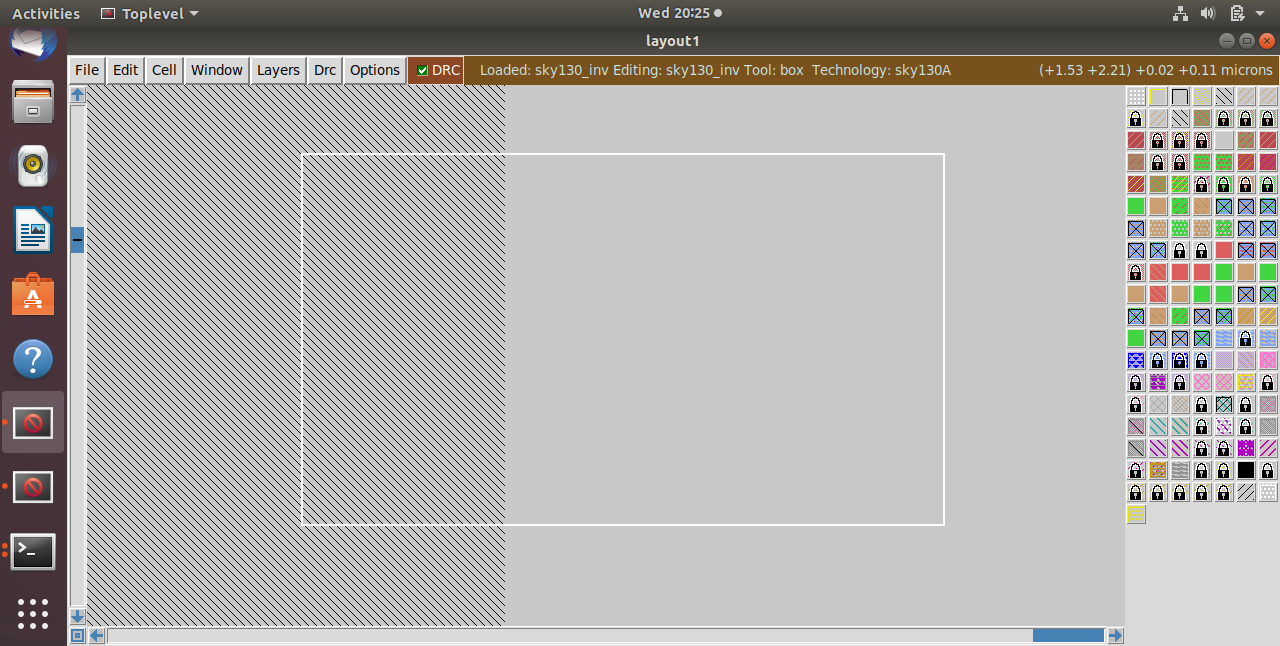 Activities Toplevel Wed 20:25
layout1
File Edit Cell Window Layers Drc Options DRC Loaded: sky130_inv Editing: sky130_inv Tool: box Technology: sky130A (+1.53 +2.21) +0.02 +0.11 microns